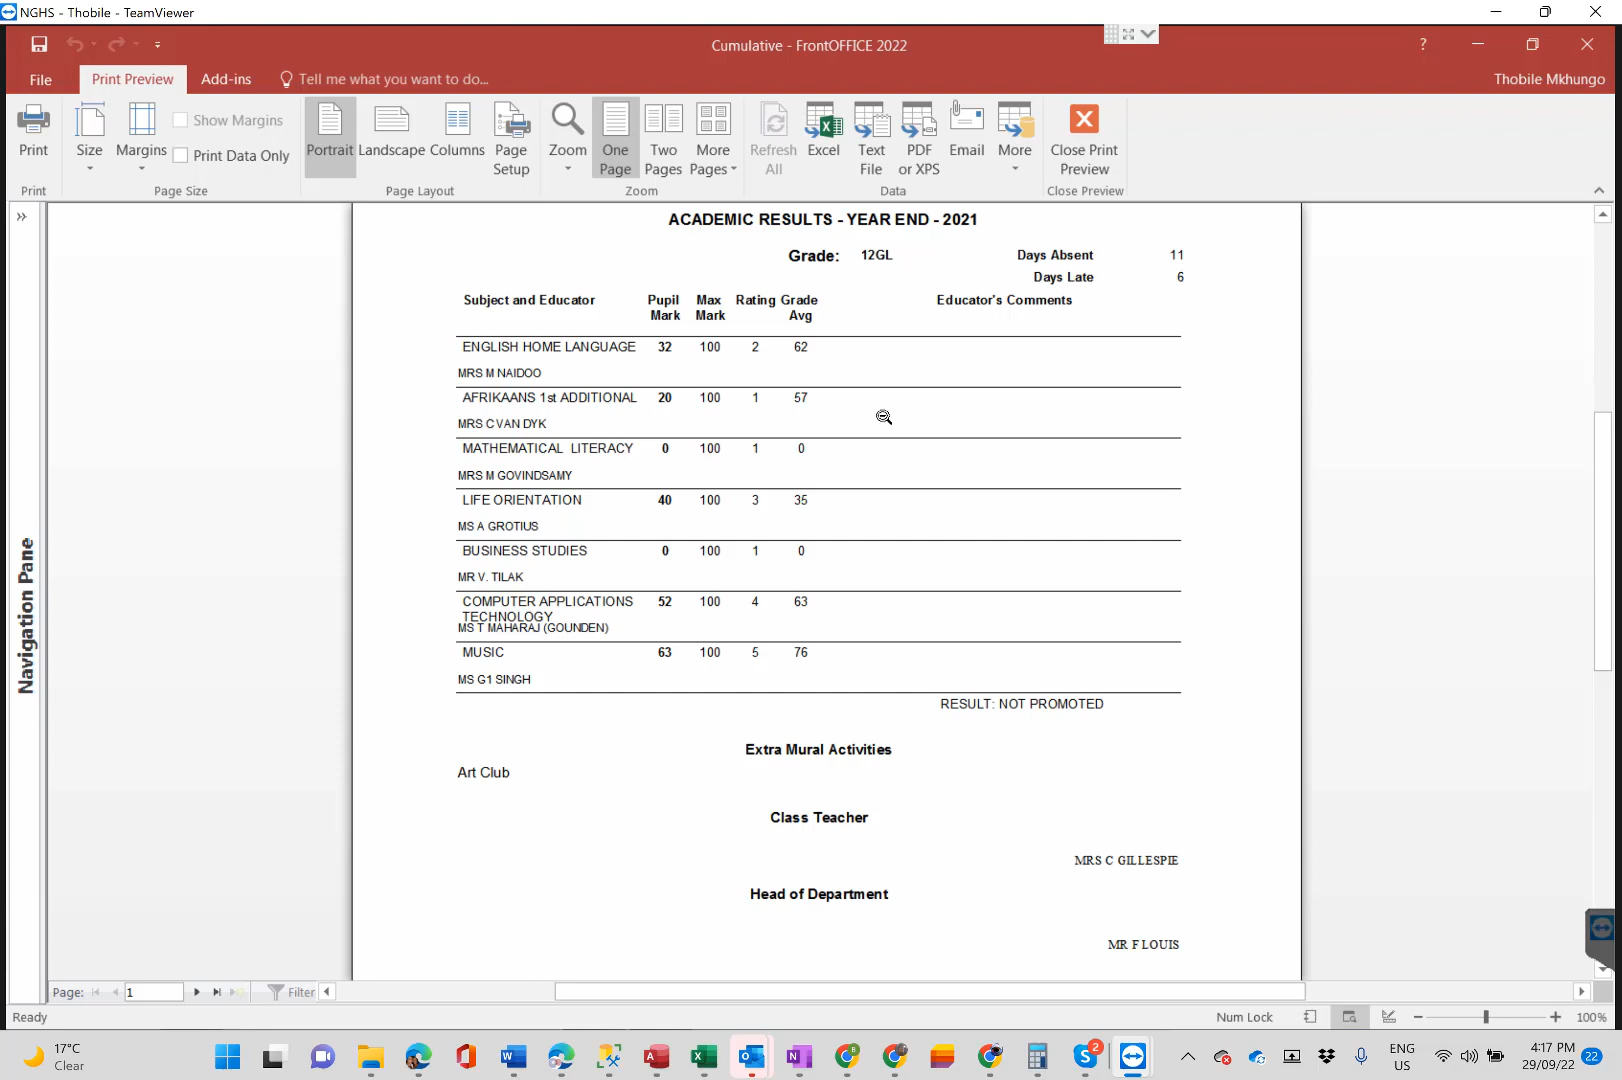 NGHS - Thobile - TeamViewer
Cumulative - FrontOFFICE 2022
?
File
Print Preview
Add-ins
Tell me what you want to do...
Thobile Mkhungo
Print
Size
Margins
Show Margins
Print Data Only
Portrait
Landscape
Columns
Page Setup
Zoom
One Page
Two Pages
More Pages
Refresh All
Excel
Text File
PDF or XPS
Email
More
Close Print Preview
Print
Page Size
Page Layout
Zoom
Data
Close Preview
Navigation Pane
ACADEMIC RESULTS - YEAR END - 2021
Grade: 12GL Days Absent 11
Days Late 6
Subject and Educator Pupil Mark Max Mark Rating Grade Avg Educator's Comments
ENGLISH HOME LANGUAGE 32 100 2 62
MRS M NAIDOO
AFRIKAANS 1st ADDITIONAL 20 100 1 57
MRS C VAN DYK
MATHEMATICAL LITERACY 0 100 1 0
MRS M GOVINDSAMY
LIFE ORIENTATION 40 100 3 35
MS A GROTIUS
BUSINESS STUDIES 0 100 1 0
MR V. TILAK
COMPUTER APPLICATIONS 52 100 4 63
TECHNOLOGY
MS T MAHARAJ (GOUNDEN)
MUSIC 63 100 5 76
MS G1 SINGH
RESULT: NOT PROMOTED
Extra Mural Activities
Art Club
Class Teacher
MRS C GILLESPIE
Head of Department
MR F LOUIS
Page: 1 Filter
Ready
Num Lock
100%
17°C
Clear
2
ENG
US
4:17 PM
29/09/22
22